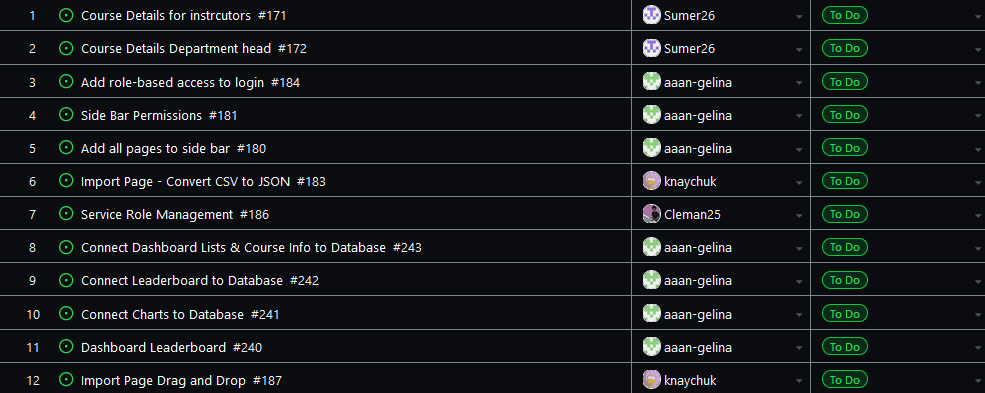 1 Course Details for instrcutors #171 Sumer26 To Do
2 Course Details Department head #172 Sumer26 To Do
3 Add role-based access to login #184 aaan-gelina To Do
4 Side Bar Permissions #181 aaan-gelina To Do
5 Add all pages to side bar #180 aaan-gelina To Do
6 Import Page - Convert CSV to JSON #183 knaychuk To Do
7 Service Role Management #186 Cleman25 To Do
8 Connect Dashboard Lists & Course Info to Database #243 aaan-gelina To Do
9 Connect Leaderboard to Database #242 aaan-gelina To Do
10 Connect Charts to Database #241 aaan-gelina To Do
11 Dashboard Leaderboard #240 aaan-gelina To Do
12 Import Page Drag and Drop #187 knaychuk To Do